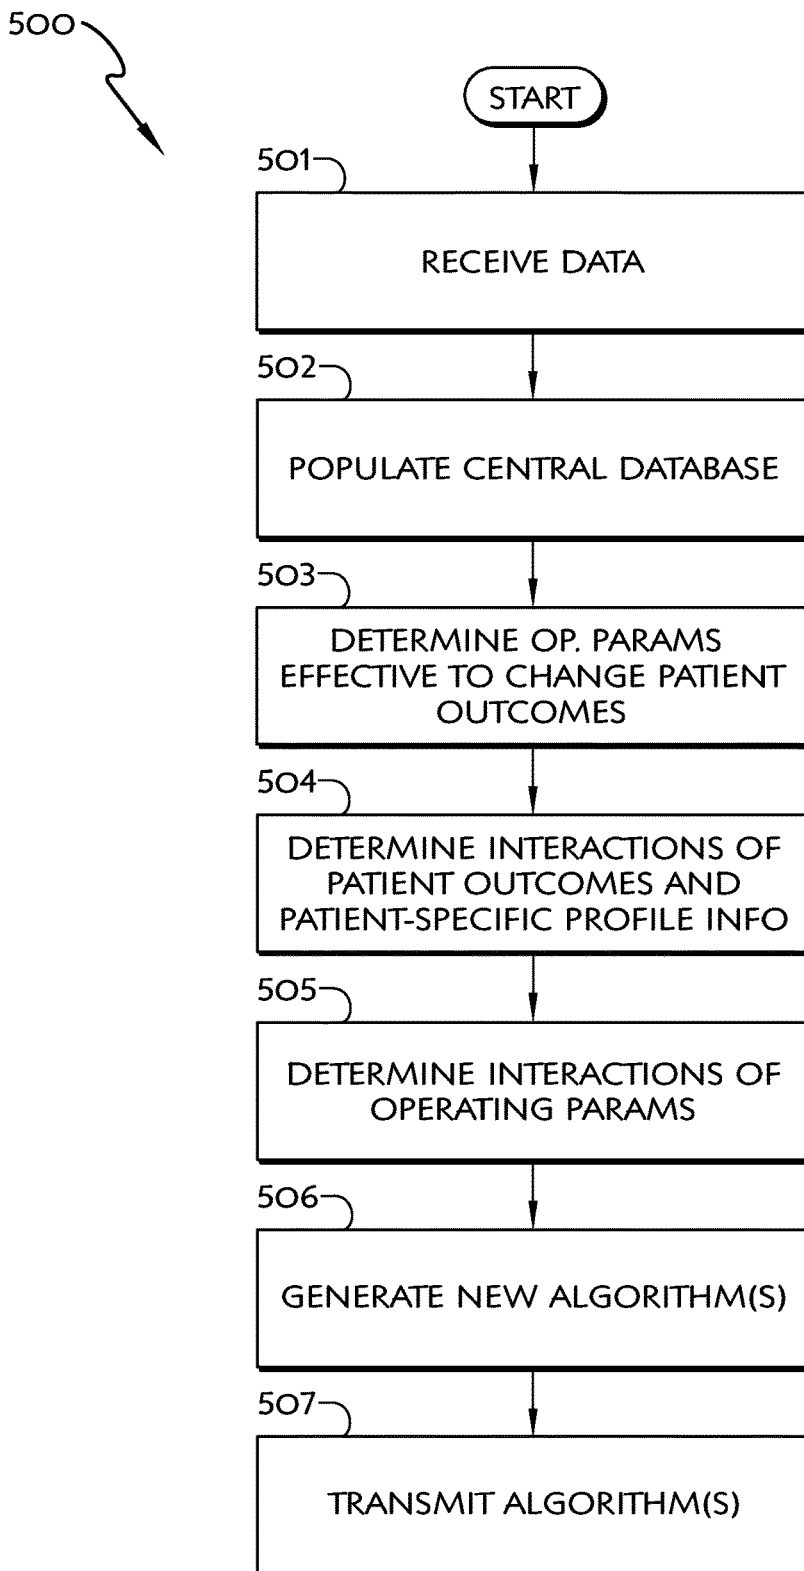 500
START
501
RECEIVE DATA
502
POPULATE CENTRAL DATABASE
503
DETERMINE OP. PARAMS
EFFECTIVE TO CHANGE PATIENT
OUTCOMES
504
DETERMINE INTERACTIONS OF
PATIENT OUTCOMES AND
PATIENT-SPECIFIC PROFILE INFO
505
DETERMINE INTERACTIONS OF
OPERATING PARAMS
506
GENERATE NEW ALGORITHM(S)
507
TRANSMIT ALGORITHM(S)